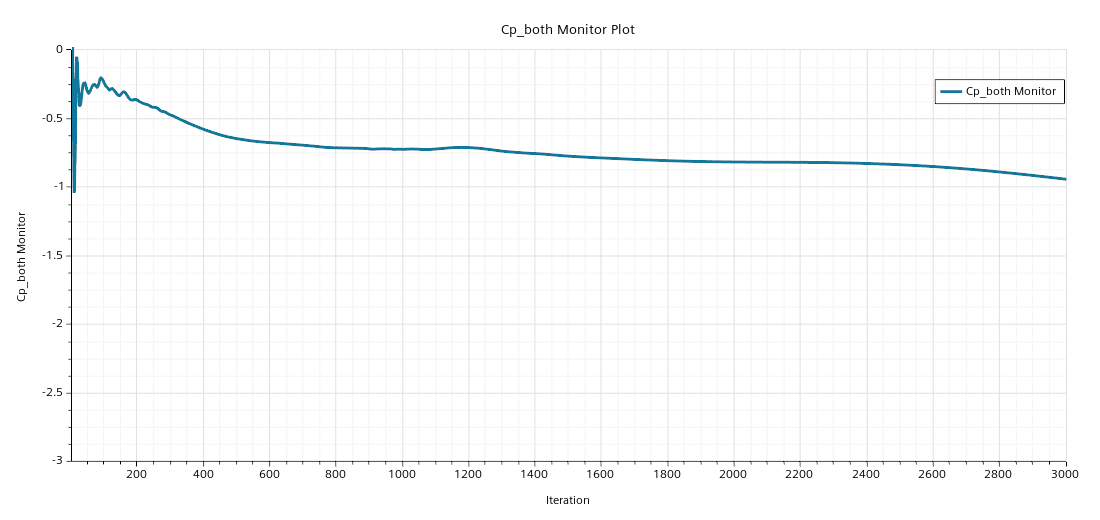 Cp_both Monitor Plot
Cp_both Monitor
0
-0.5
-1
-1.5
-2
-2.5
-3
Cp_both Monitor
200 400 600 800 1000 1200 1400 1600 1800 2000 2200 2400 2600 2800 3000
Iteration